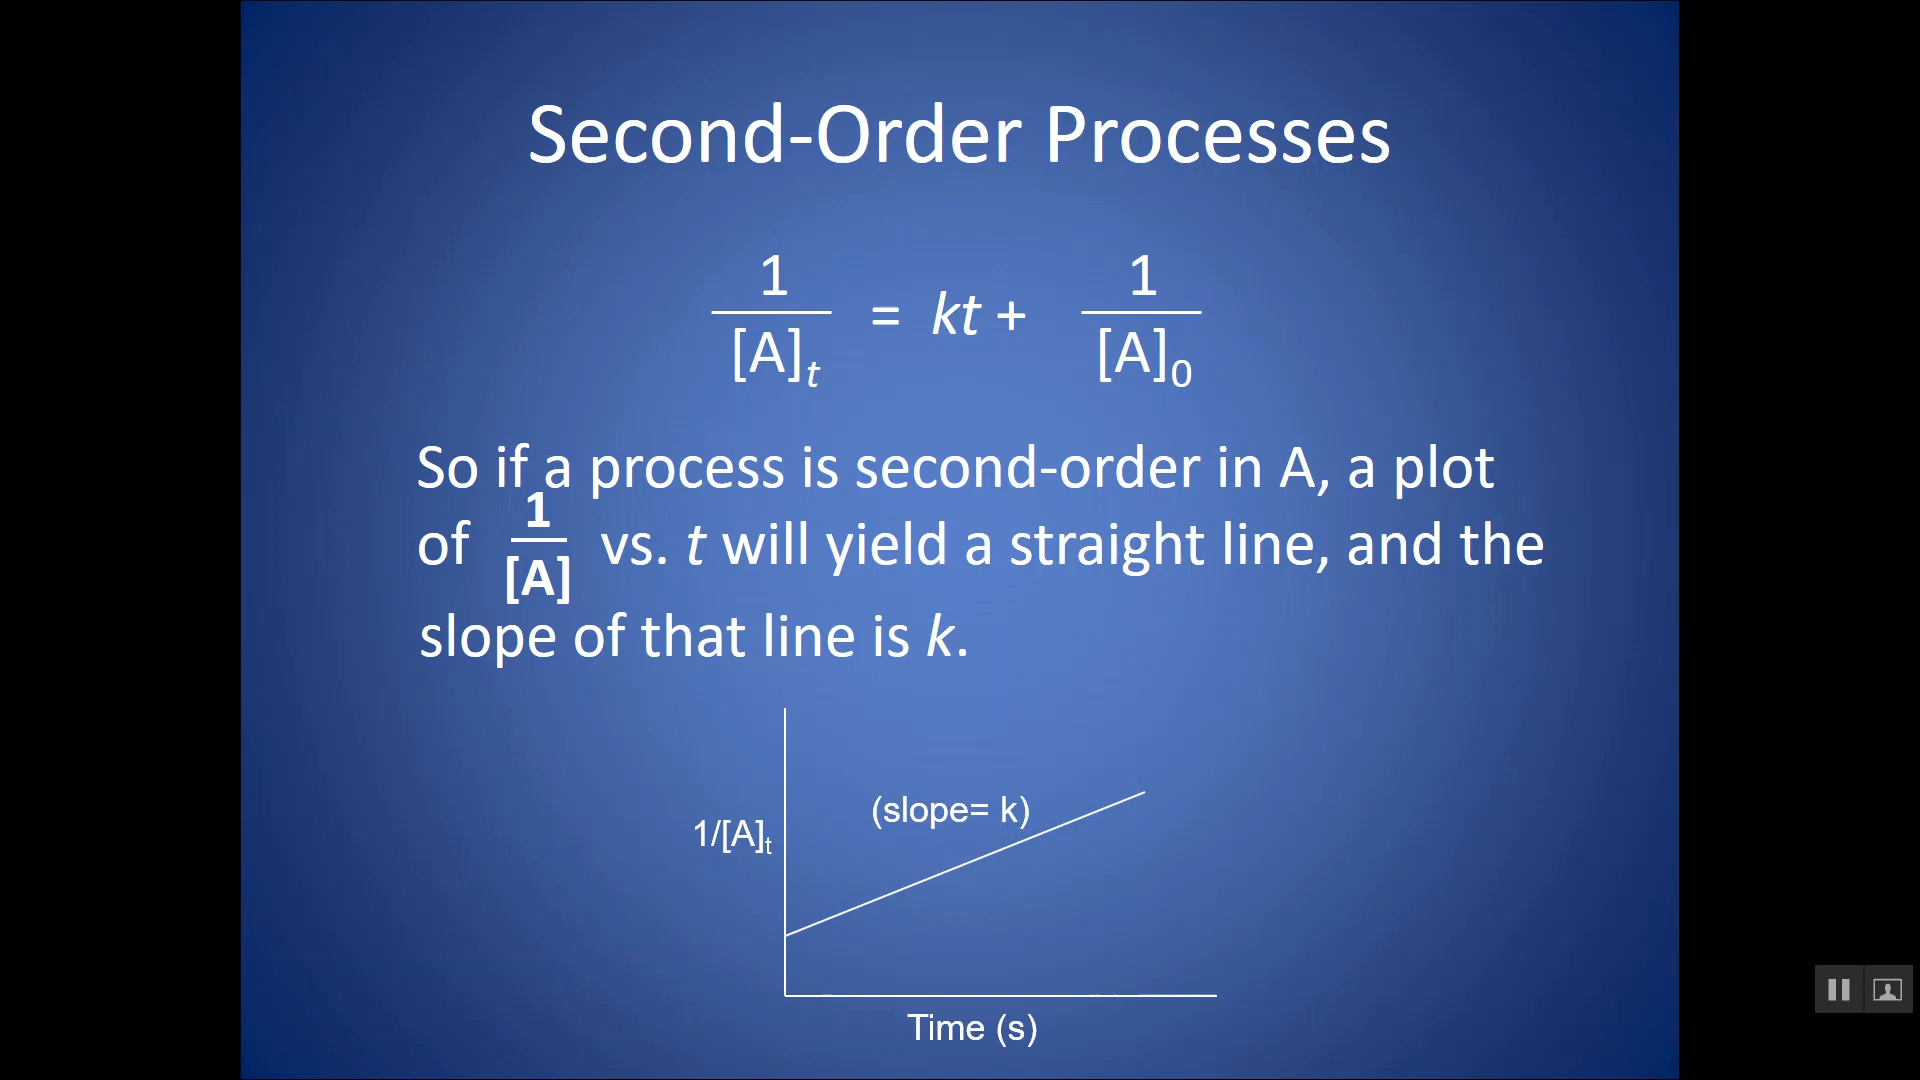 Second-Order Processes
1/[A]t = kt + 1/[A]0
So if a process is second-order in A, a plot
of 1/[A] vs. t will yield a straight line, and the
slope of that line is k.
(slope= k)
1/[A]t
Time (s)